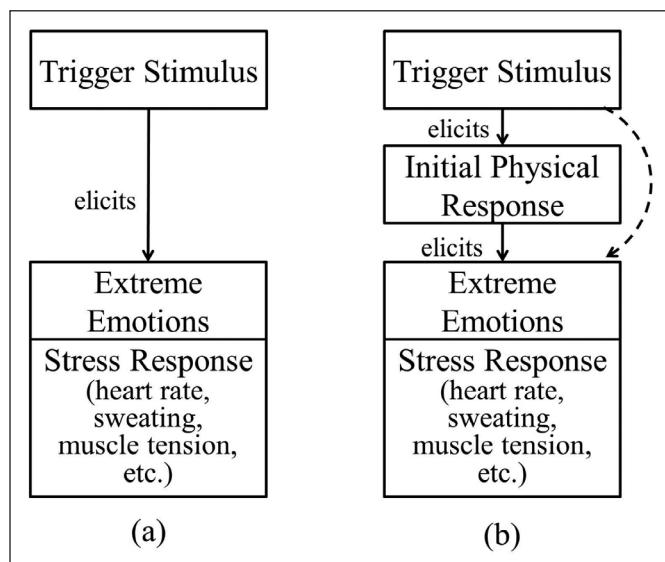 Trigger Stimulus
elicits
Extreme
Emotions
Stress Response
(heart rate,
sweating,
muscle tension,
etc.)
(a)
Trigger Stimulus
elicits
Initial Physical
Response
elicits
Extreme
Emotions
Stress Response
(heart rate,
sweating,
muscle tension,
etc.)
(b)